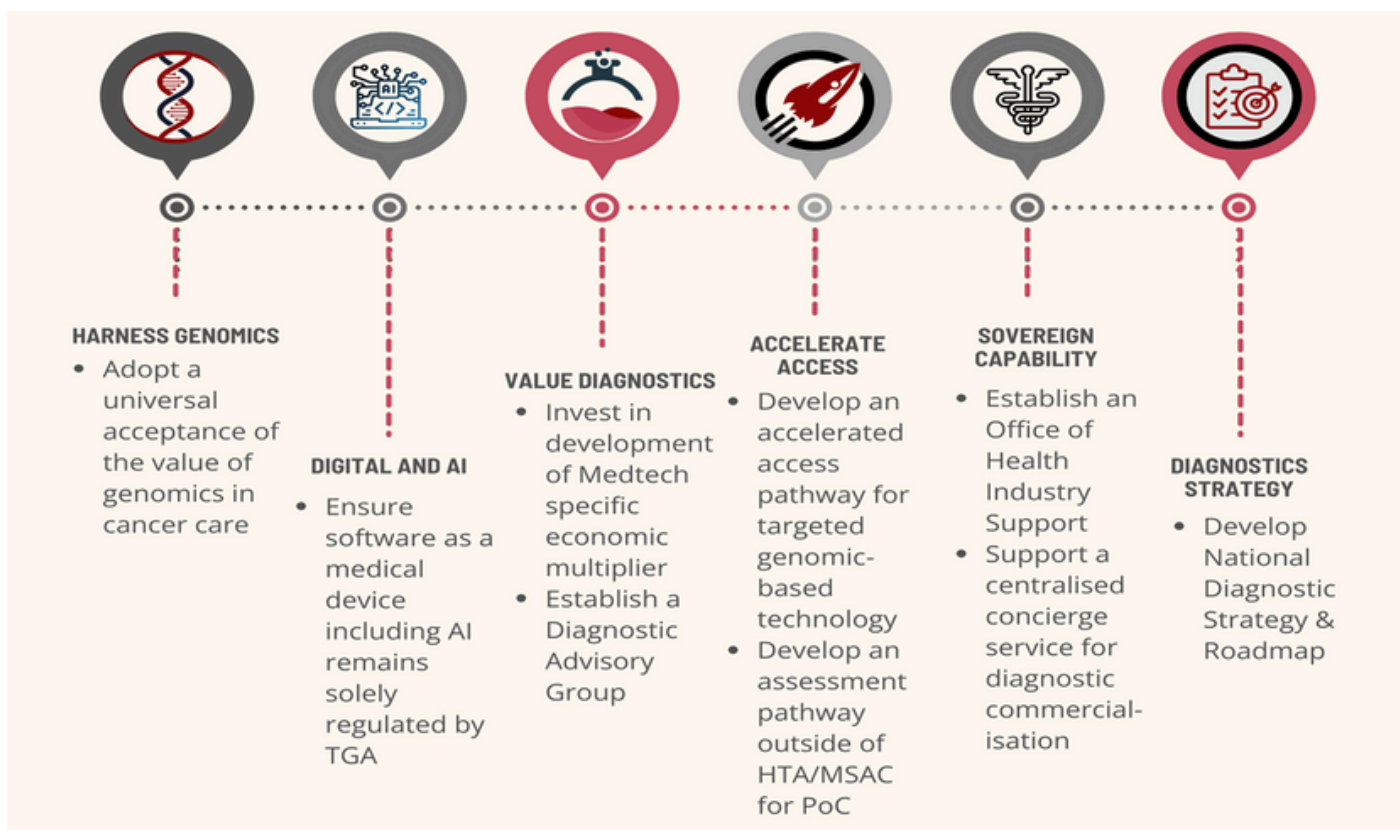 AI
</>
HARNESS GENOMICS
• Adopt a
universal
acceptance of
the value of
genomics in
cancer care
DIGITAL AND AI
• Ensure
software as a
medical
device
including AI
remains
solely
regulated by
TGA
VALUE DIAGNOSTICS
• Invest in
development
of Medtech
specific
economic
multiplier
• Establish a
Diagnostic
Advisory
Group
ACCELERATE
ACCESS
• Develop an
accelerated
access
pathway for
targeted
genomic-
based
technology
• Develop an
assessment
pathway
outside of
HTA/MSAC
for PoC
SOVEREIGN
CAPABILITY
• Establish an
Office of
Health
Industry
Support
• Support a
centralised
concierge
service for
diagnostic
commercial-
isation
DIAGNOSTICS
STRATEGY
• Develop
National
Diagnostic
Strategy &
Roadmap